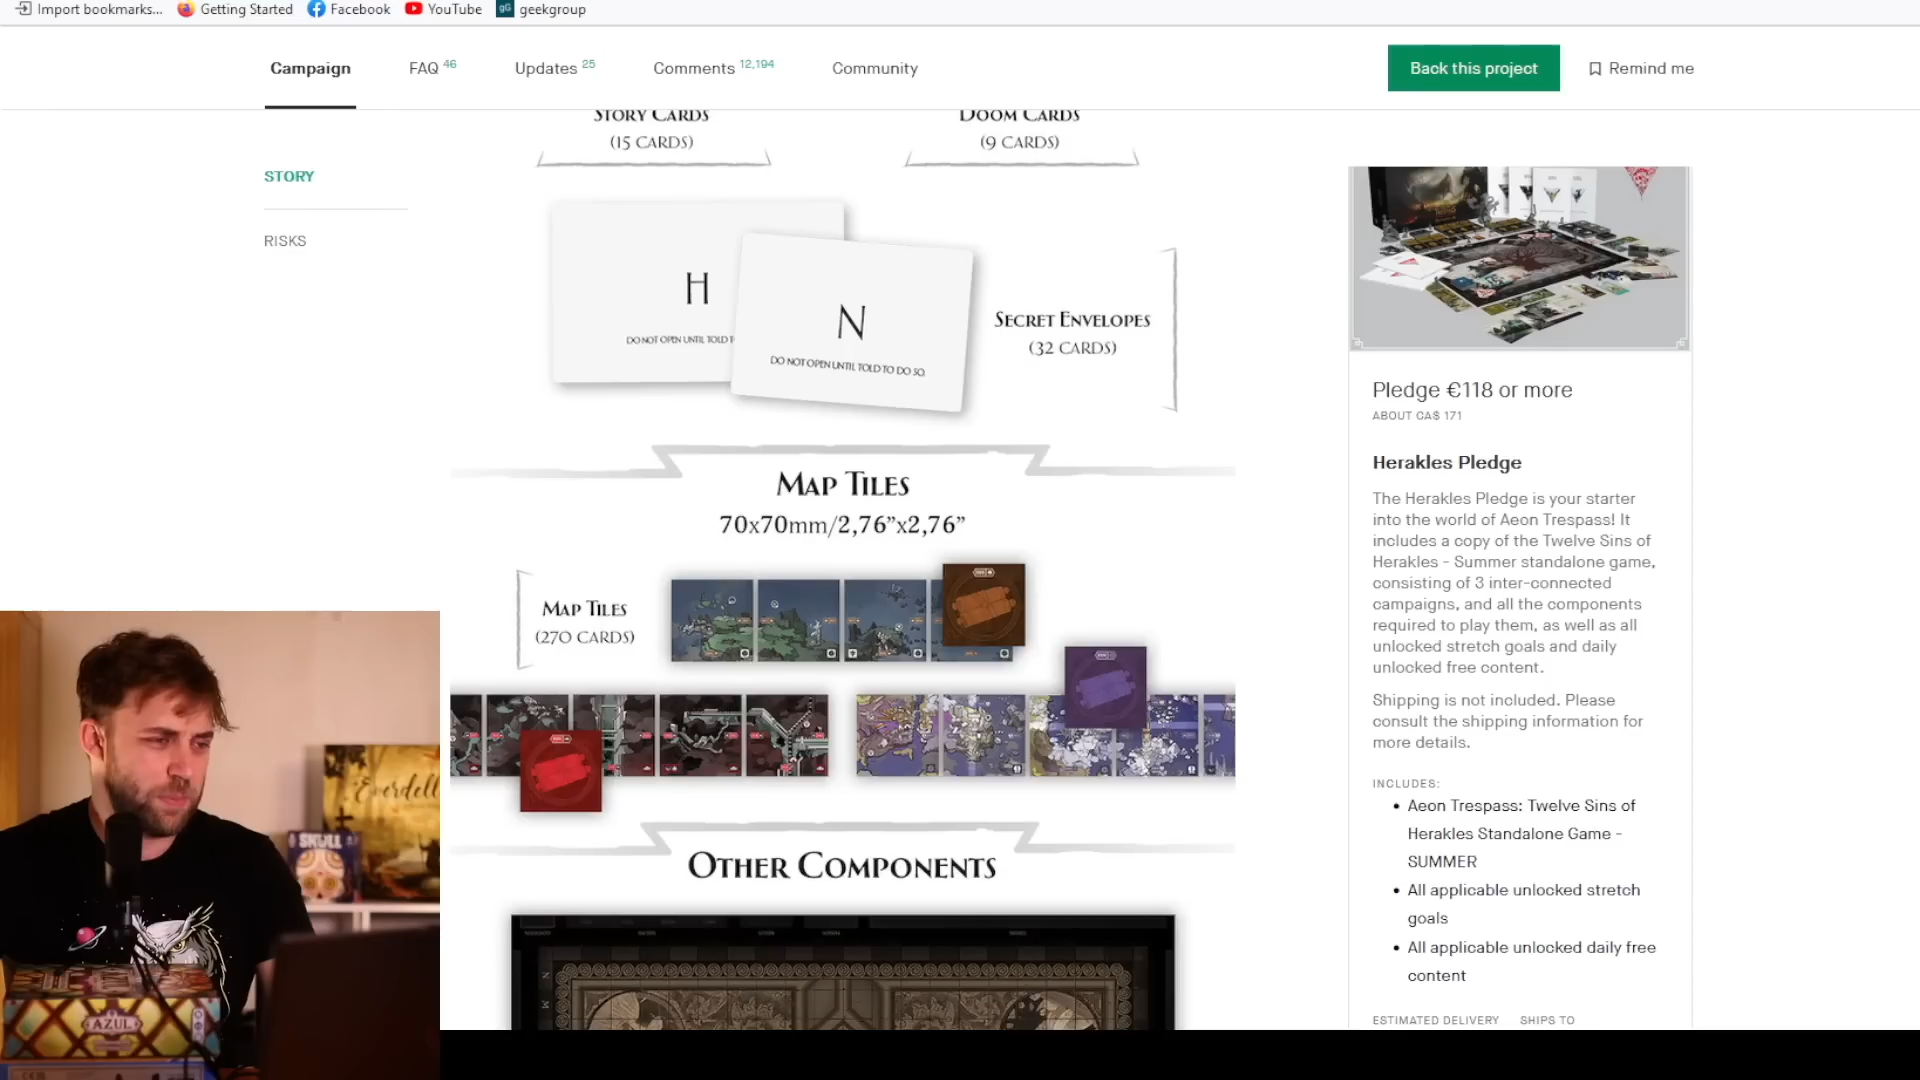 Import bookmarks...
Getting Started
Facebook
YouTube
gG
geekgroup
Campaign
FAQ 46
Updates 25
Comments 12,194
Community
Back this project
Remind me
STORY
RISKS
STORY CARDS
(15 CARDS)
DOOM CARDS
(9 CARDS)
H
DO NOT OPEN UNTIL TOLD T
N
DO NOT OPEN UNTIL TOLD TO DO SO.
SECRET ENVELOPES
(32 CARDS)
MAP TILES
70x70mm/2,76”x2,76”
MAP TILES
(270 CARDS)
OTHER COMPONENTS
Pledge €118 or more
ABOUT CA$ 171
Herakles Pledge
The Herakles Pledge is your starter
into the world of Aeon Trespass! It
includes a copy of the Twelve Sins of
Herakles - Summer standalone game,
consisting of 3 inter-connected
campaigns, and all the components
required to play them, as well as all
unlocked stretch goals and daily
unlocked free content.
Shipping is not included. Please
consult the shipping information for
more details.
INCLUDES:
• Aeon Trespass: Twelve Sins of
Herakles Standalone Game -
SUMMER
• All applicable unlocked stretch
goals
• All applicable unlocked daily free
content
ESTIMATED DELIVERY
SHIPS TO
Everdell
SKULL
AZUL